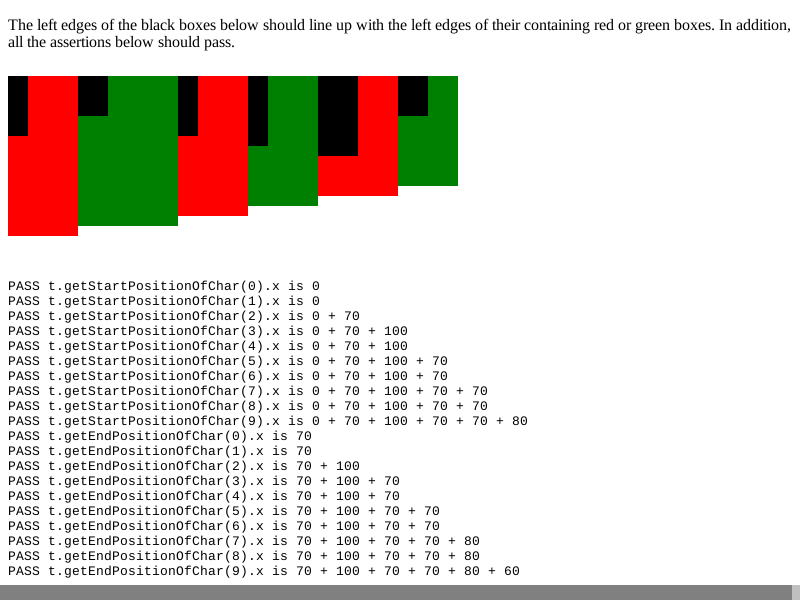 The left edges of the black boxes below should line up with the left edges of their containing red or green boxes. In addition,
all the assertions below should pass.
PASS t.getStartPositionOfChar(0).x is 0
PASS t.getStartPositionOfChar(1).x is 0
PASS t.getStartPositionOfChar(2).x is 0 + 70
PASS t.getStartPositionOfChar(3).x is 0 + 70 + 100
PASS t.getStartPositionOfChar(4).x is 0 + 70 + 100
PASS t.getStartPositionOfChar(5).x is 0 + 70 + 100 + 70
PASS t.getStartPositionOfChar(6).x is 0 + 70 + 100 + 70
PASS t.getStartPositionOfChar(7).x is 0 + 70 + 100 + 70 + 70
PASS t.getStartPositionOfChar(8).x is 0 + 70 + 100 + 70 + 70
PASS t.getStartPositionOfChar(9).x is 0 + 70 + 100 + 70 + 70 + 80
PASS t.getEndPositionOfChar(0).x is 70
PASS t.getEndPositionOfChar(1).x is 70
PASS t.getEndPositionOfChar(2).x is 70 + 100
PASS t.getEndPositionOfChar(3).x is 70 + 100 + 70
PASS t.getEndPositionOfChar(4).x is 70 + 100 + 70
PASS t.getEndPositionOfChar(5).x is 70 + 100 + 70 + 70
PASS t.getEndPositionOfChar(6).x is 70 + 100 + 70 + 70
PASS t.getEndPositionOfChar(7).x is 70 + 100 + 70 + 70 + 80
PASS t.getEndPositionOfChar(8).x is 70 + 100 + 70 + 70 + 80
PASS t.getEndPositionOfChar(9).x is 70 + 100 + 70 + 70 + 80 + 60